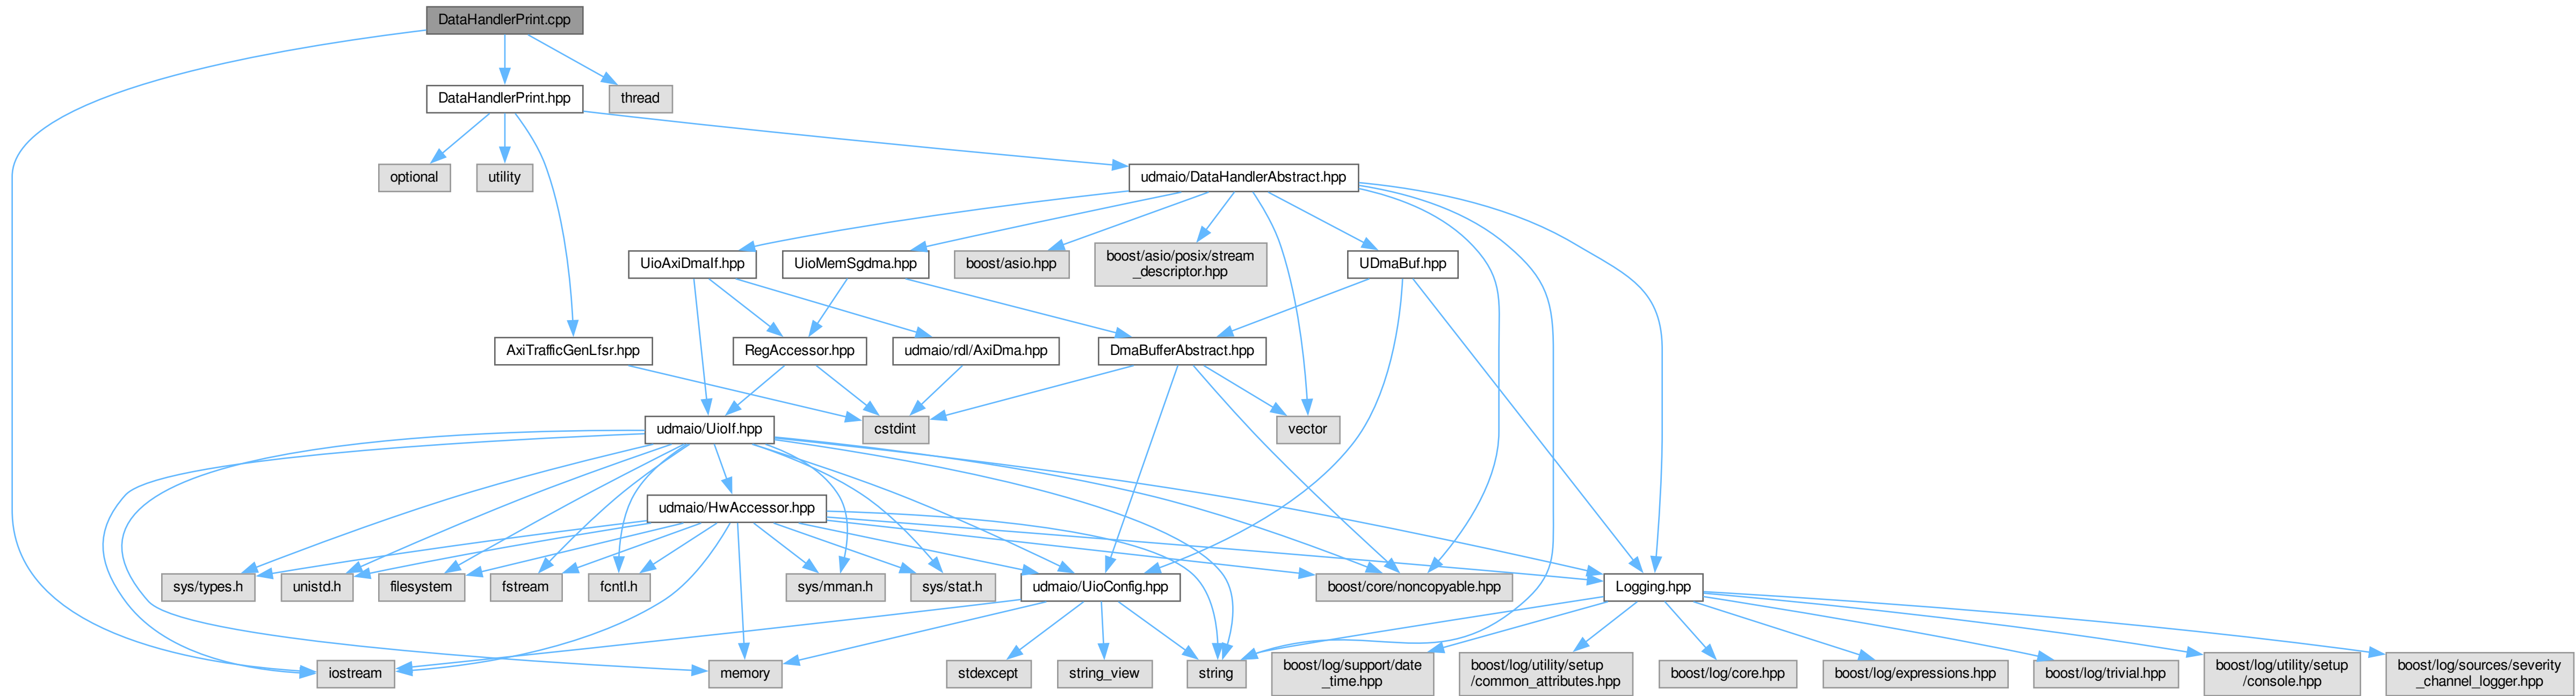 DataHandlerPrint.cpp
DataHandlerPrint.hpp
thread
optional
utility
udmaio/DataHandlerAbstract.hpp
UioAxiDmaIf.hpp
UioMemSgdma.hpp
boost/asio.hpp
boost/asio/posix/stream
_descriptor.hpp
UDmaBuf.hpp
AxiTrafficGenLfsr.hpp
RegAccessor.hpp
udmaio/rdl/AxiDma.hpp
DmaBufferAbstract.hpp
udmaio/UioIf.hpp
cstdint
vector
udmaio/HwAccessor.hpp
sys/types.h
unistd.h
filesystem
fstream
fcntl.h
sys/mman.h
sys/stat.h
udmaio/UioConfig.hpp
boost/core/noncopyable.hpp
Logging.hpp
iostream
memory
stdexcept
string_view
string
boost/log/support/date
_time.hpp
boost/log/utility/setup
/common_attributes.hpp
boost/log/core.hpp
boost/log/expressions.hpp
boost/log/trivial.hpp
boost/log/utility/setup
/console.hpp
boost/log/sources/severity
_channel_logger.hpp